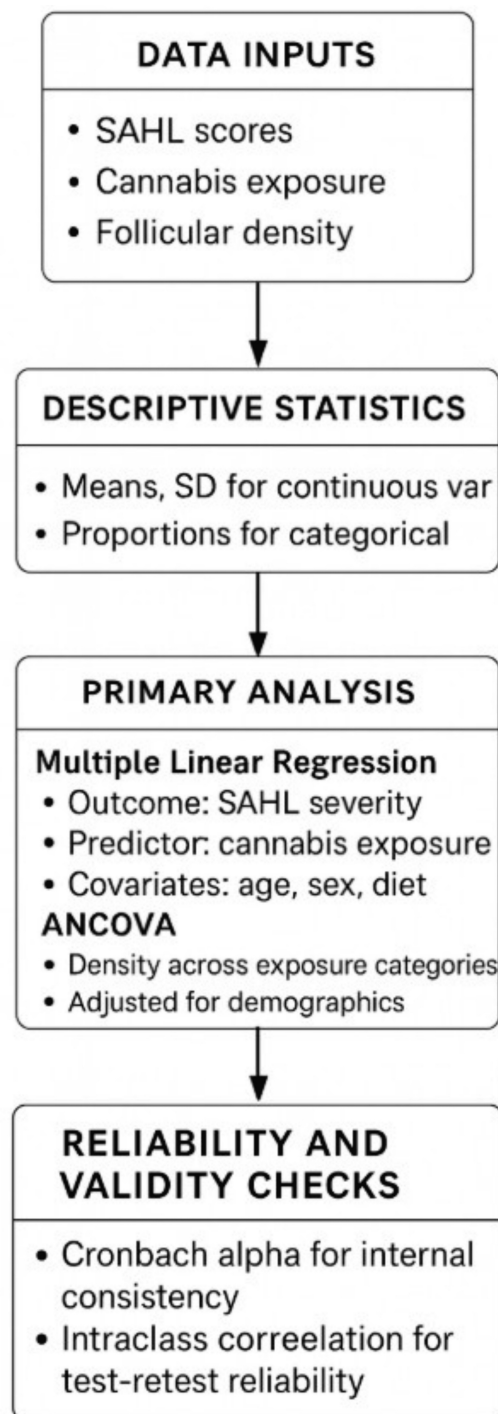 DATA INPUTS
• SAHL scores
• Cannabis exposure
• Follicular density
DESCRIPTIVE STATISTICS
• Means, SD for continuous var
• Proportions for categorical
PRIMARY ANALYSIS
Multiple Linear Regression
• Outcome: SAHL severity
• Predictor: cannabis exposure
• Covariates: age, sex, diet
ANCOVA
• Density across exposure categories
• Adjusted for demographics
RELIABILITY AND
VALIDITY CHECKS
• Cronbach alpha for internal
consistency
• Intraclass correelation for
test-retest reliability